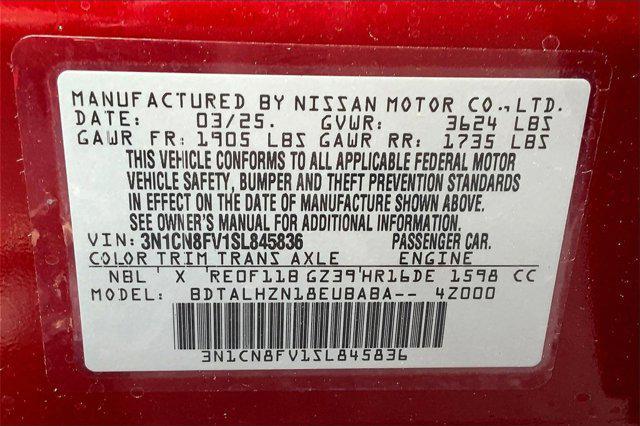 MANUFACTURED BY NISSAN MOTOR CO.,LTD.
DATE: 03/25. GVWR: 3624 LBS
GAWR FR: 1905 LBS GAWR RR: 1735 LBS
THIS VEHICLE CONFORMS TO ALL APPLICABLE FEDERAL MOTOR
VEHICLE SAFETY, BUMPER AND THEFT PREVENTION STANDARDS
IN EFFECT ON THE DATE OF MANUFACTURE SHOWN ABOVE.
SEE OWNER'S MANUAL FOR ADDITIONAL INFORMATION.
VIN: 3N1CN8FV1SL845836 PASSENGER CAR.
COLOR TRIM TRANS AXLE ENGINE
NBL X RE0F11B GZ39 HR16DE 1598 CC
MODEL: BDTALHZN18EUBABA-- 4Z000
3N1CN8FV1SL845836